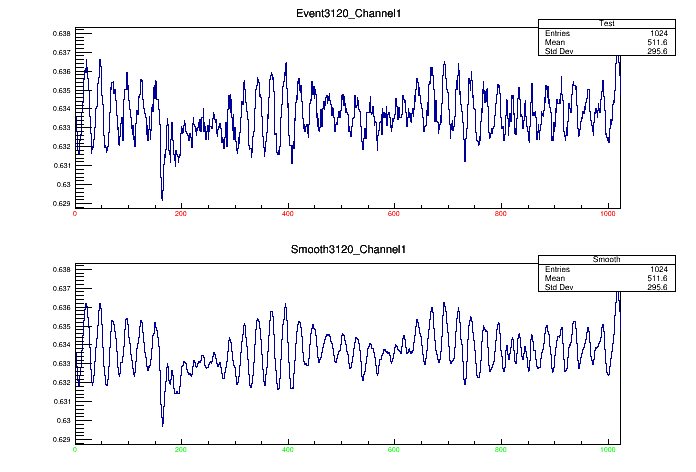 Event3120_Channel1
Test
Entries 1024
Mean 511.6
Std Dev 295.6
0.638
0.637
0.636
0.635
0.634
0.633
0.632
0.631
0.63
0.629
0 200 400 600 800 1000
Smooth3120_Channel1
Smooth
Entries 1024
Mean 511.6
Std Dev 295.6
0.638
0.637
0.636
0.635
0.634
0.633
0.632
0.631
0.63
0.629
0 200 400 600 800 1000